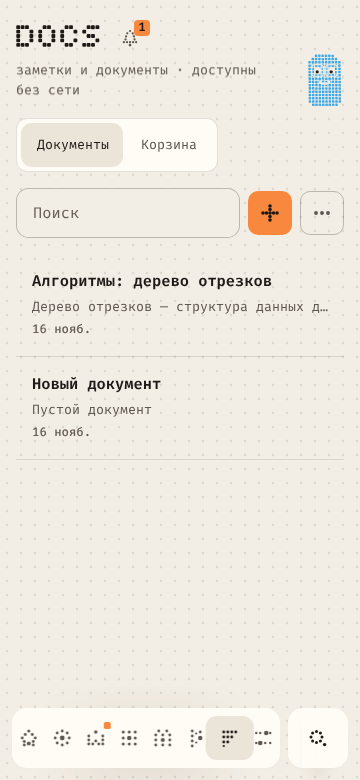 DOCS
1
заметки и документы · доступны
без сети
Документы
Корзина
Поиск
Алгоритмы: дерево отрезков
Дерево отрезков — структура данных д…
16 нояб.
Новый документ
Пустой документ
16 нояб.